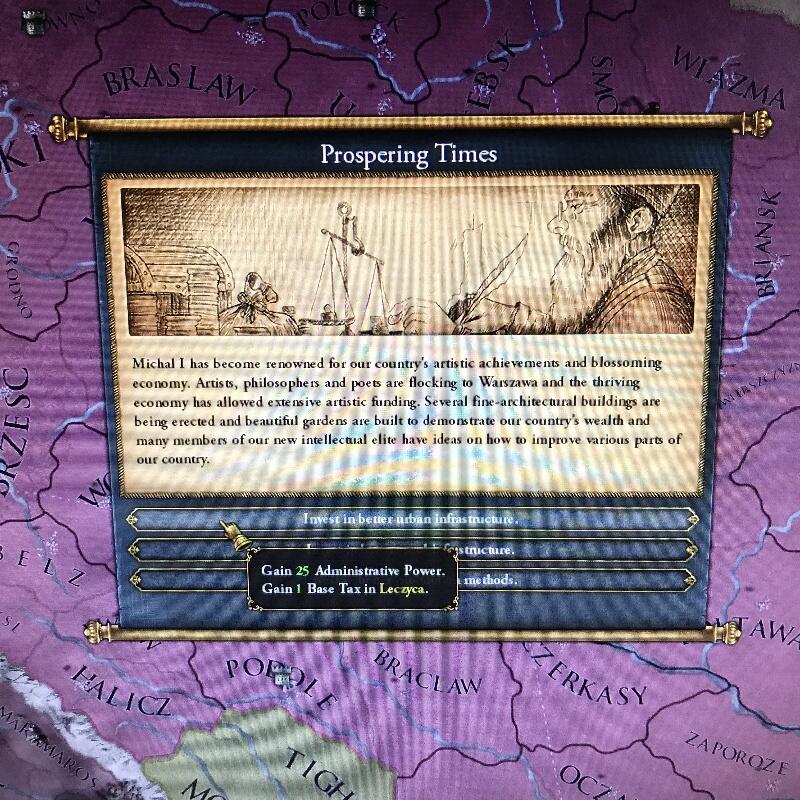 POLOCK
BRASLAW
WIAZMA
Prospering Times
BRIANSK
GRODNO
Michal I has become renowned for our country's artistic achievements and blossoming
economy. Artists, philosophers and poets are flocking to Warszawa and the thriving
economy has allowed extensive artistic funding. Several fine-architectural buildings are
being erected and beautiful gardens are built to demonstrate our country's wealth and
many members of our new intellectual elite have ideas on how to improve various parts of
our country.
BRZESC
BELZ
Invest in better urban infrastructure.
structure.
methods.
Gain 25 Administrative Power.
Gain 1 Base Tax in Leczyca.
HALICZ
PODOLE
BRACLAW
CZERKASY
ZAPOROZE
MARAMAROS
TIGH
OCZA